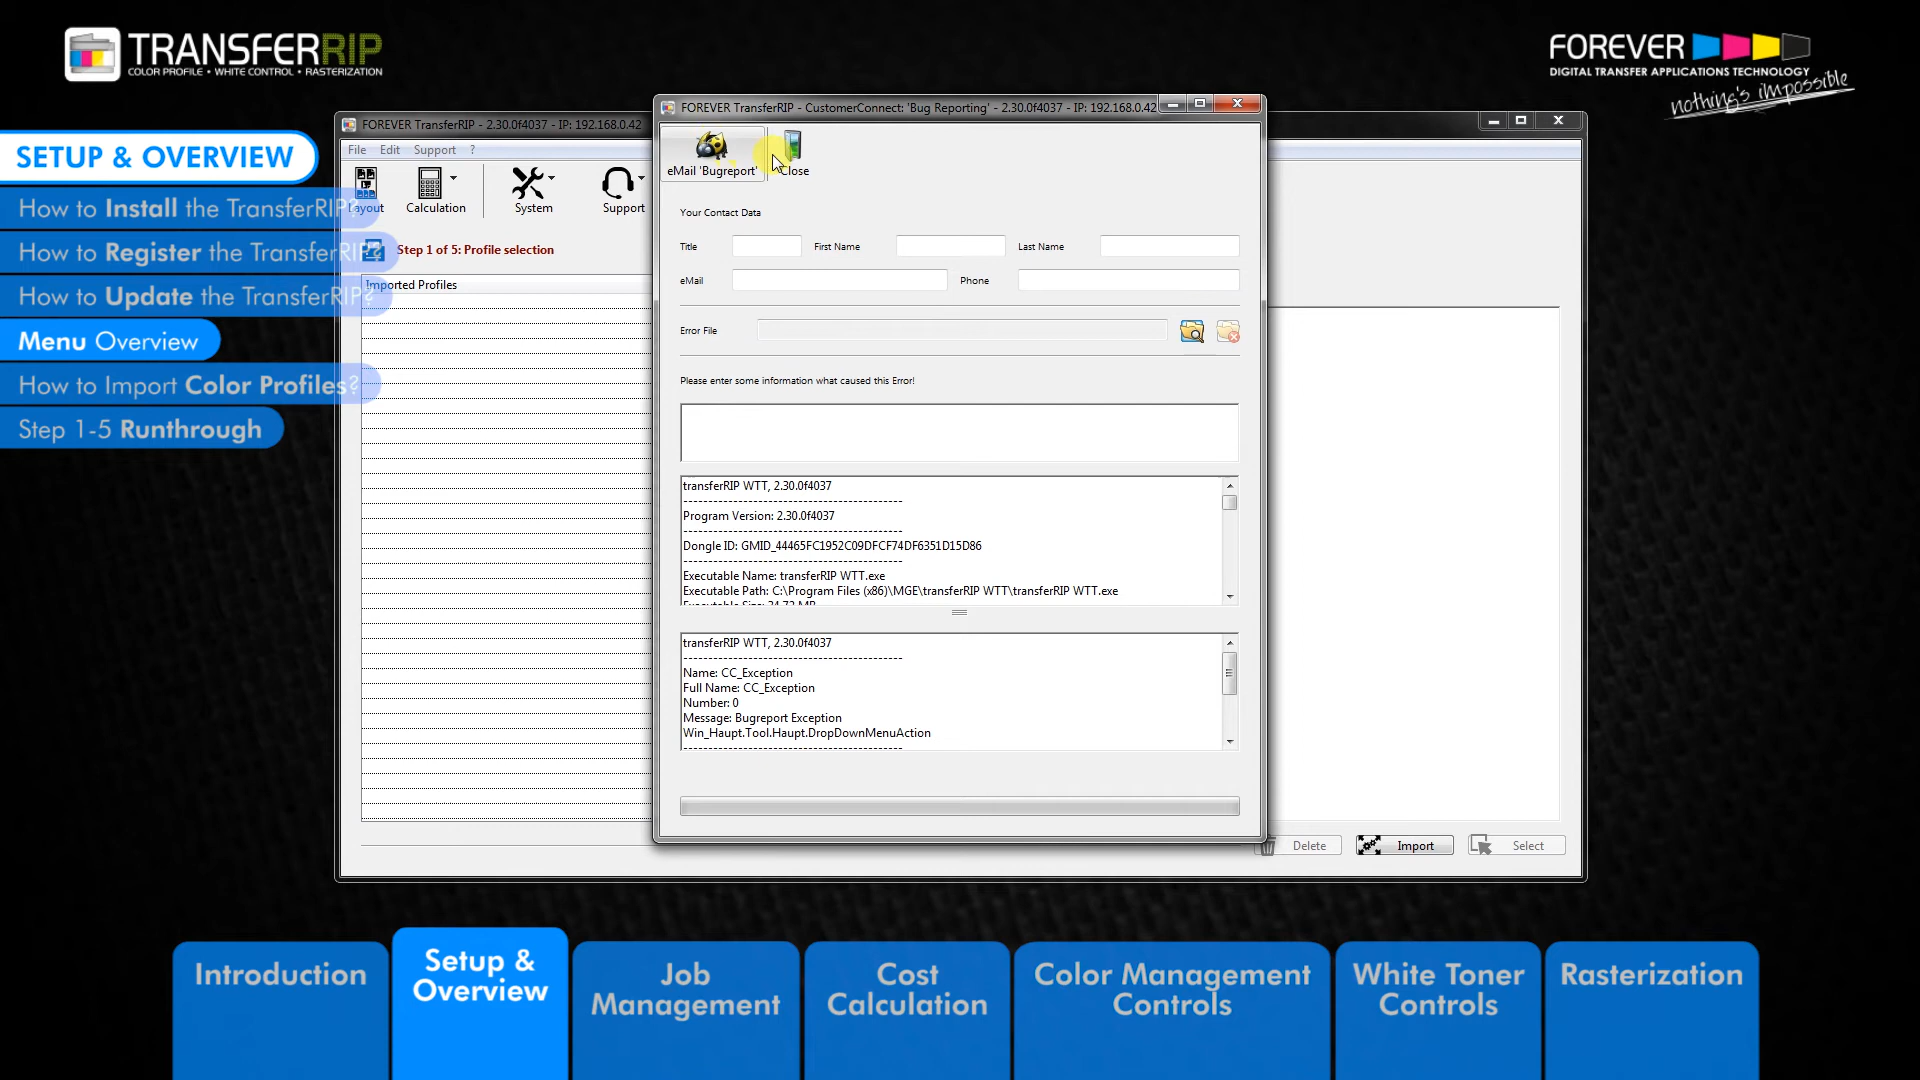 TRANSFERRIP
COLOR PROFILE • WHITE CONTROL • RASTERIZATION
FOREVER
DIGITAL TRANSFER APPLICATIONS TECHNOLOGY
nothing's impossible
SETUP & OVERVIEW
How to Install the TransferRIP?
How to Register the TransferRIP?
How to Update the TransferRIP?
Menu Overview
How to Import Color Profiles?
Step 1-5 Runthrough
FOREVER TransferRIP - 2.30.0f4037 - IP: 192.168.0.42
File Edit Support ?
Layout Calculation System Support
Step 1 of 5: Profile selection
Imported Profiles
FOREVER TransferRIP - CustomerConnect: 'Bug Reporting' - 2.30.0f4037 - IP: 192.168.0.42
eMail 'Bugreport' Close
Your Contact Data
Title First Name Last Name
eMail Phone
Error File
Please enter some information what caused this Error!
transferRIP WTT, 2.30.0f4037
--------------------------------------------
Program Version: 2.30.0f4037
--------------------------------------------
Dongle ID: GMID_44465FC1952C09DFCF74DF6351D15D86
--------------------------------------------
Executable Name: transferRIP WTT.exe
Executable Path: C:\Program Files (x86)\MGE\transferRIP WTT\transferRIP WTT.exe
Executable Size: 34.72 MB
transferRIP WTT, 2.30.0f4037
--------------------------------------------
Name: CC_Exception
Full Name: CC_Exception
Number: 0
Message: Bugreport Exception
Win_Haupt.Tool.Haupt.DropDownMenuAction
--------------------------------------------
Delete Import Select
Introduction
Setup &
Overview
Job
Management
Cost
Calculation
Color Management
Controls
White Toner
Controls
Rasterization